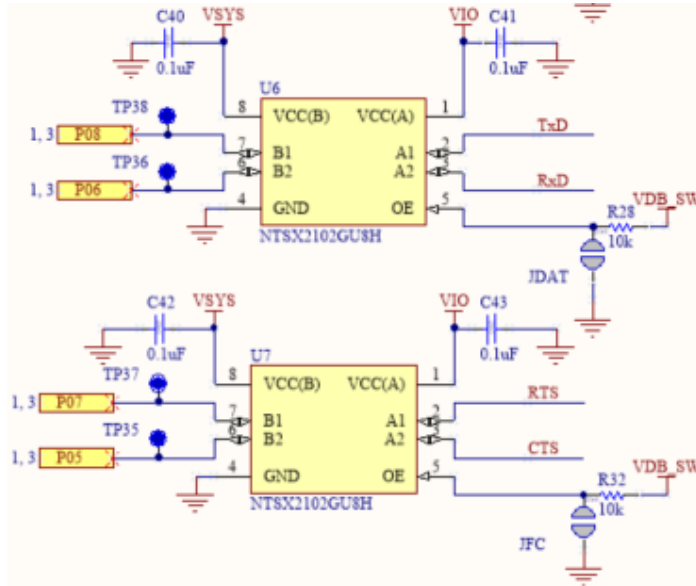 C40 VSYS VIO C41
0.1uF 0.1uF
U6
8 VCC(B) VCC(A) 1
TP38 TxD
1, 3 P08 7 B1 A1 2
TP36 6 B2 A2 3 RxD
1, 3 P06
4 GND OE 5 R28 VDB_SW
NTSX2102GU8H 10k
JDAT
C42 VSYS VIO C43
0.1uF 0.1uF
U7
8 VCC(B) VCC(A) 1
TP37 RTS
1, 3 P07 7 B1 A1 2
TP35 6 B2 A2 3 CTS
1, 3 P05
4 GND OE 5 R32 VDB_SW
NTSX2102GU8H 10k
JFC